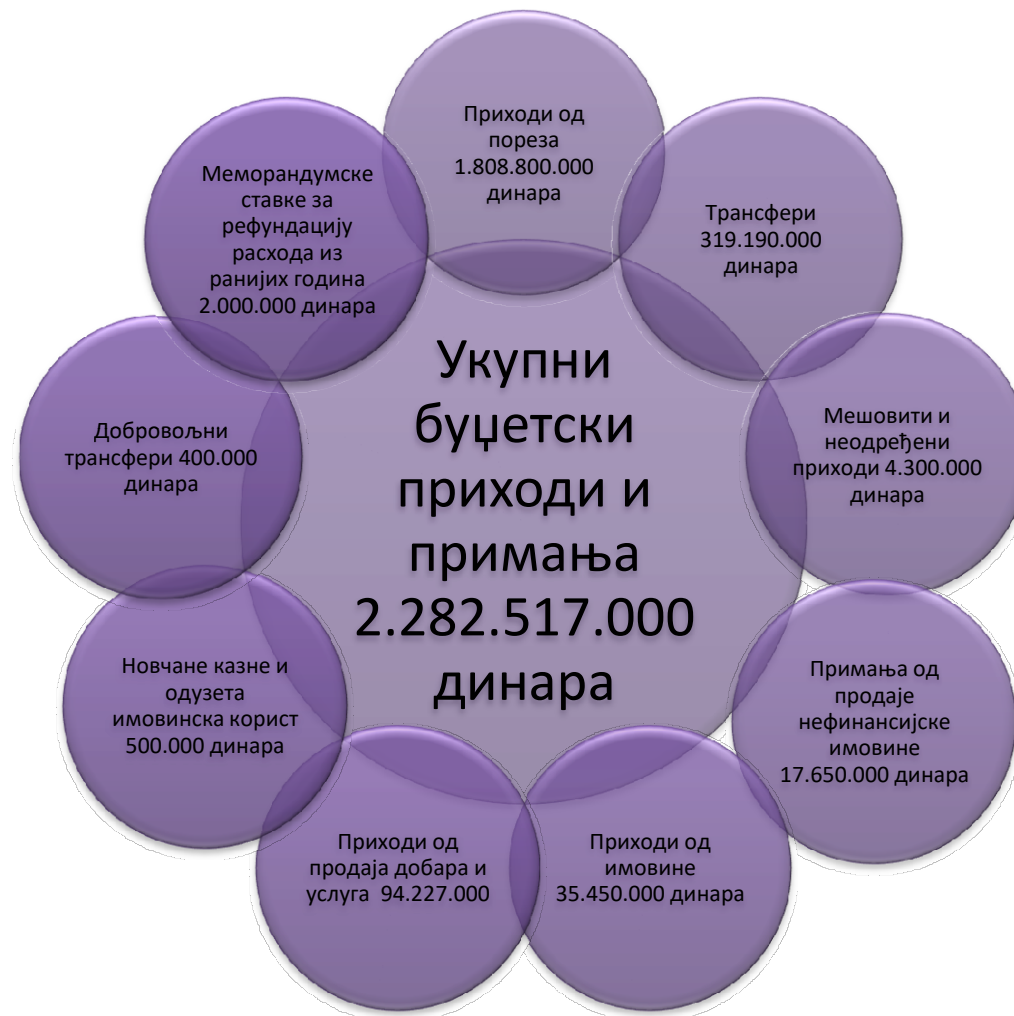 Приходи од
пореза
1.808.800.000
динара
Трансфери
319.190.000
динара
Мешовити и
неодређени
приходи 4.300.000
динара
Примања од
продаје
нефинансијске
имовине
17.650.000 динара
Приходи од
имовине
35.450.000 динара
Приходи од
продаја добара и
услуга 94.227.000
Новчане казне и
одузета
имовинска корист
500.000 динара
Добровољни
трансфери 400.000
динара
Меморандумске
ставке за
рефундацију
расхода из
ранијих година
2.000.000 динара
Укупни
буџетски
приходи и
примања
2.282.517.000
динара